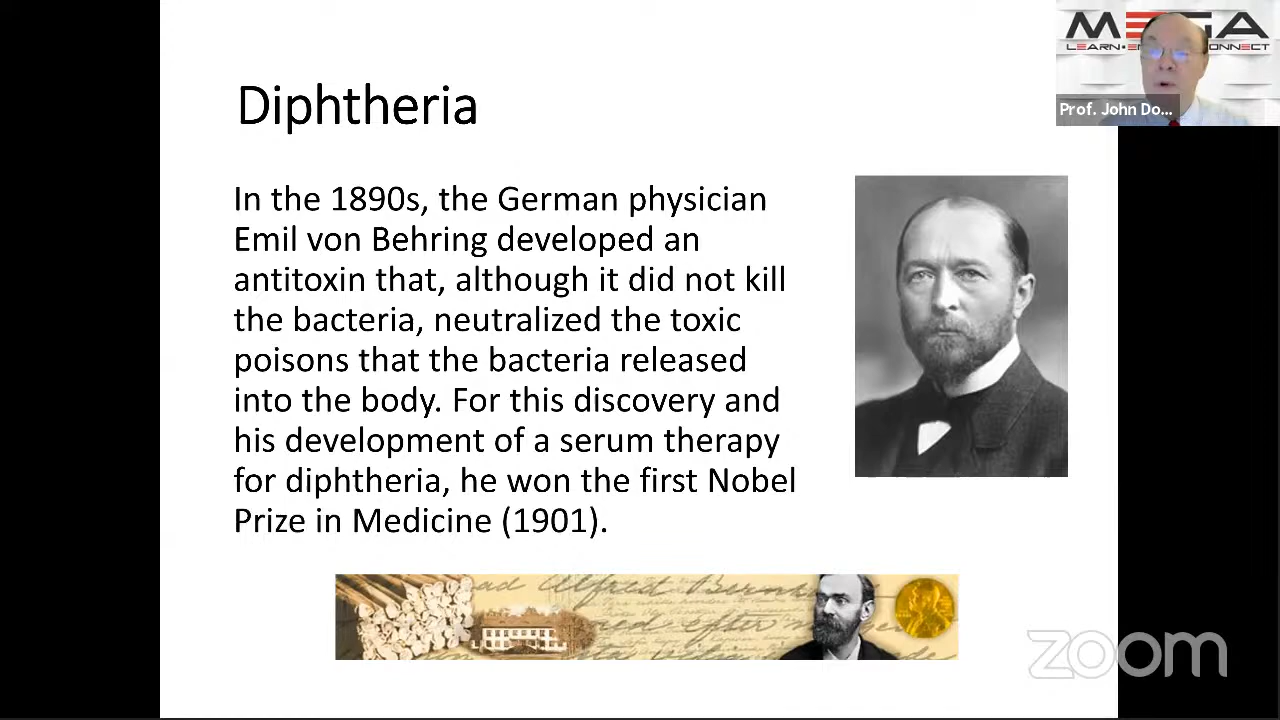 Diphtheria
In the 1890s, the German physician
Emil von Behring developed an
antitoxin that, although it did not kill
the bacteria, neutralized the toxic
poisons that the bacteria released
into the body. For this discovery and
his development of a serum therapy
for diphtheria, he won the first Nobel
Prize in Medicine (1901).
Prof. John Do...
zoom